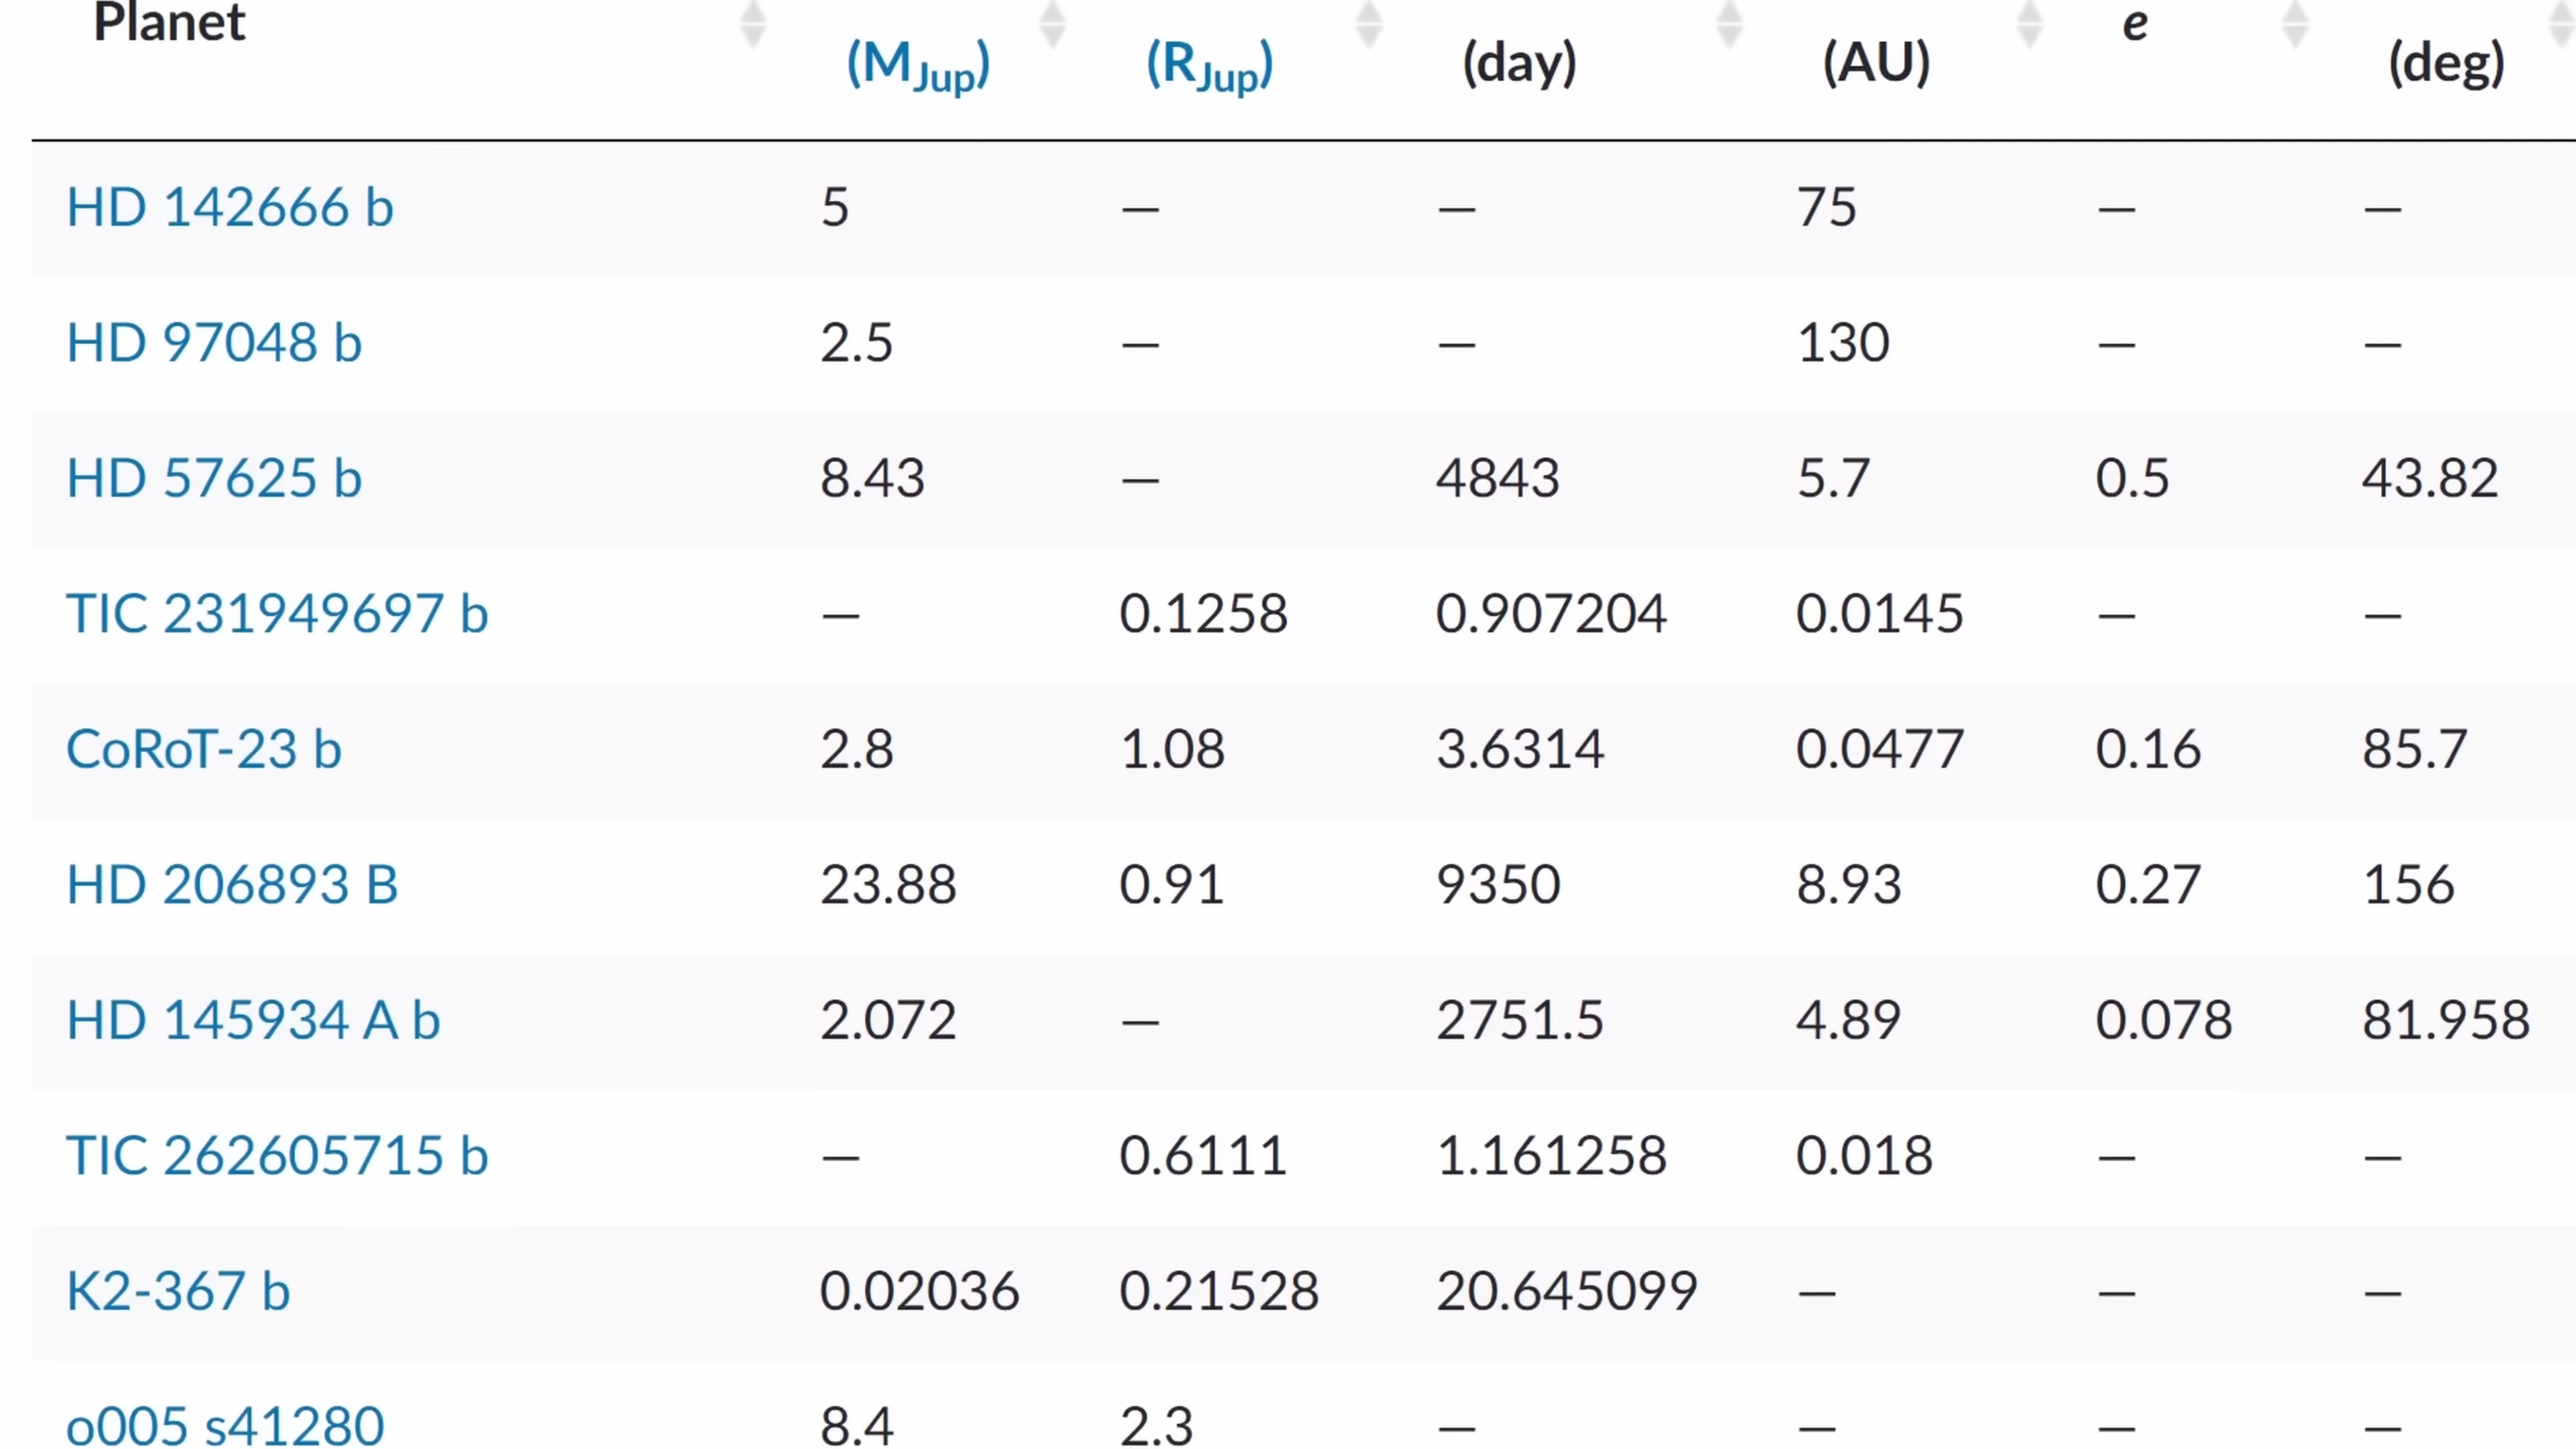 Planet (M Jup) (R Jup) (day) (AU) e (deg)
HD 142666 b 5 — — 75 — —
HD 97048 b 2.5 — — 130 — —
HD 57625 b 8.43 — 4843 5.7 0.5 43.82
TIC 231949697 b — 0.1258 0.907204 0.0145 — —
CoRoT-23 b 2.8 1.08 3.6314 0.0477 0.16 85.7
HD 206893 B 23.88 0.91 9350 8.93 0.27 156
HD 145934 A b 2.072 — 2751.5 4.89 0.078 81.958
TIC 262605715 b — 0.6111 1.161258 0.018 — —
K2-367 b 0.02036 0.21528 20.645099 — — —
o005 s41280 8.4 2.3 — — — —